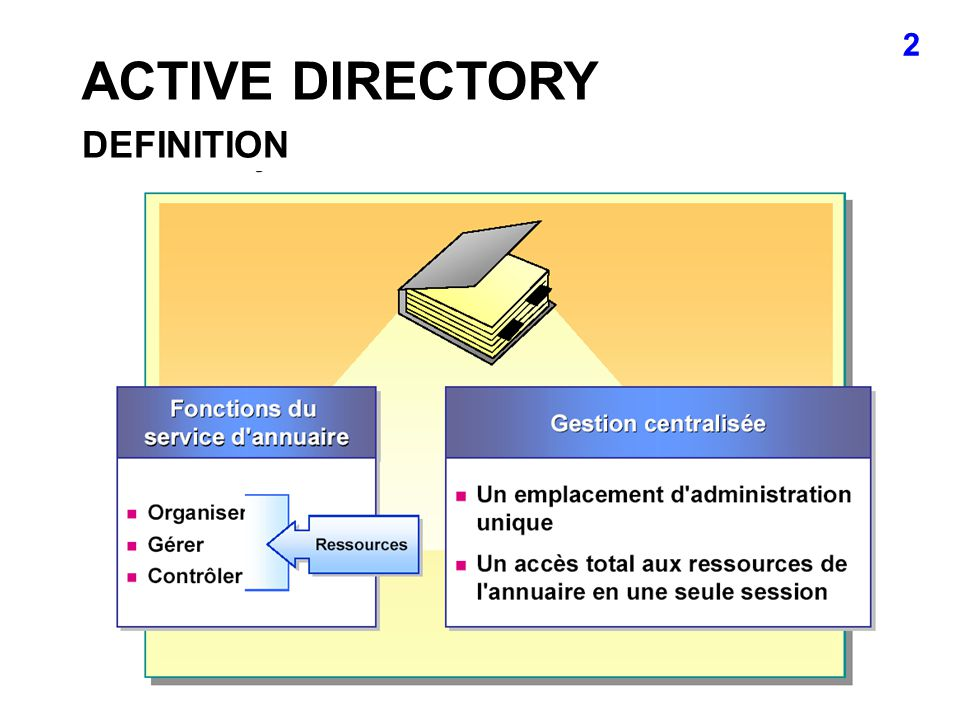 2
ACTIVE DIRECTORY
DEFINITION
Fonctions du
service d'annuaire
Organiser
Gérer
Contrôler
Ressources
Gestion centralisée
Un emplacement d'administration
unique
Un accès total aux ressources de
l'annuaire en une seule session